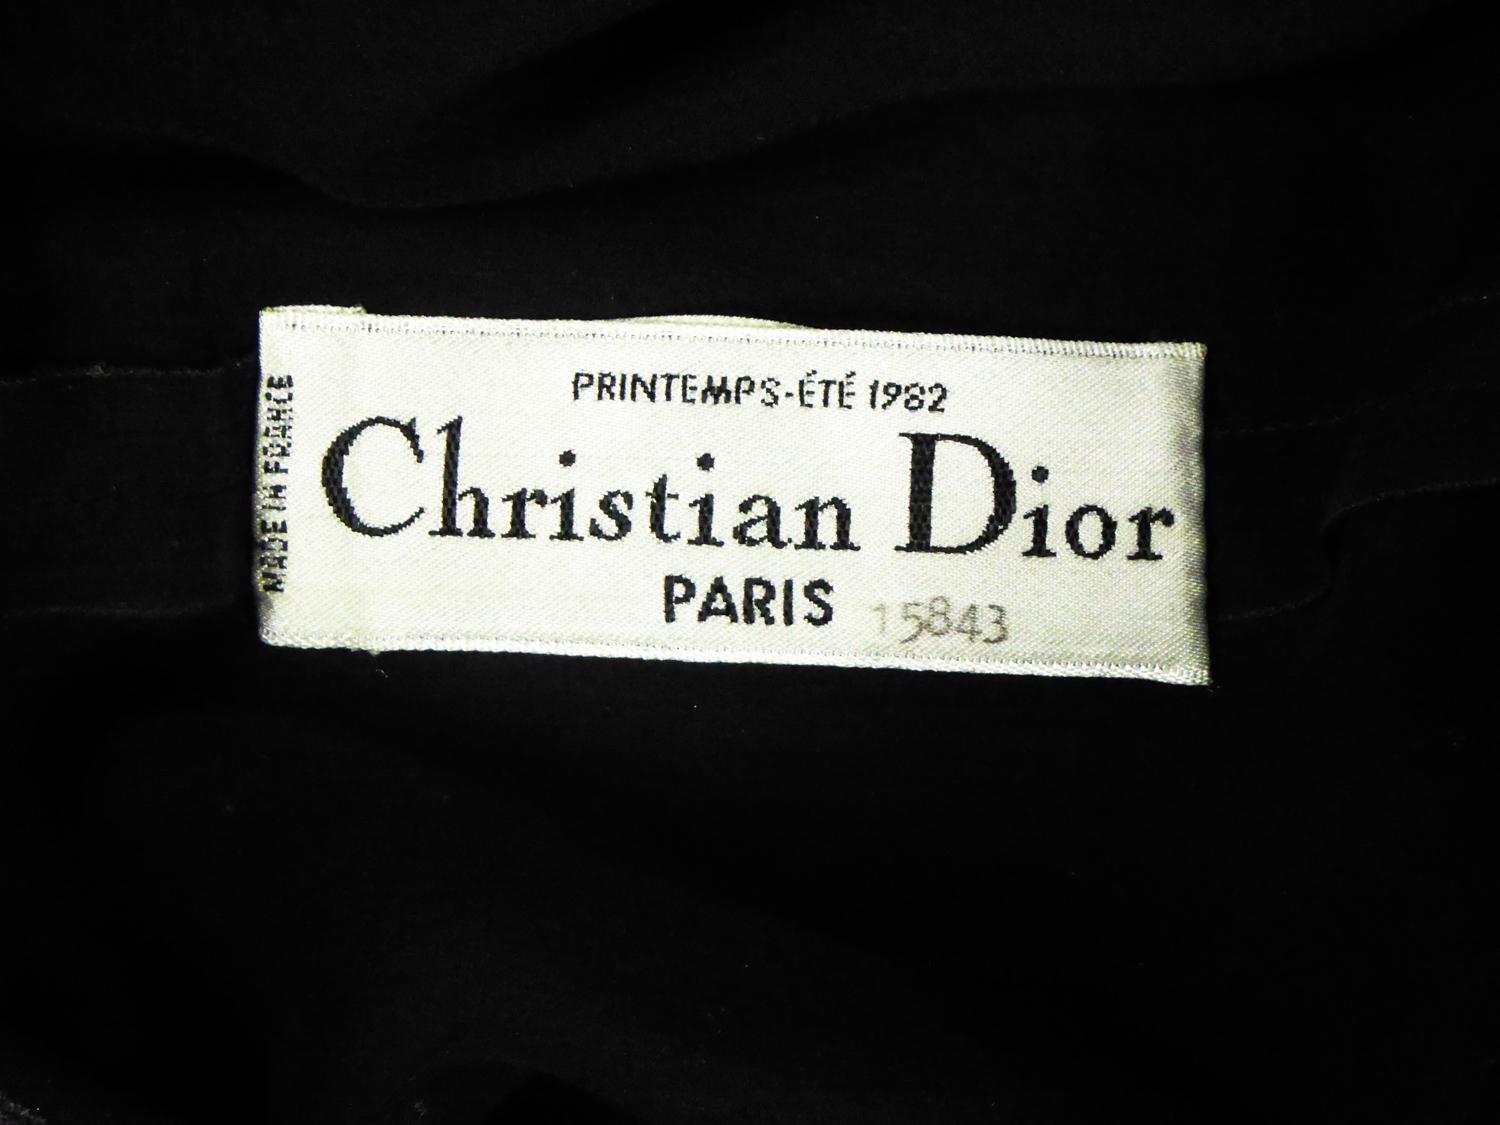 PRINTEMPS-ÉTÉ 1982
Christian Dior
PARIS 15843
MADE IN FRANCE